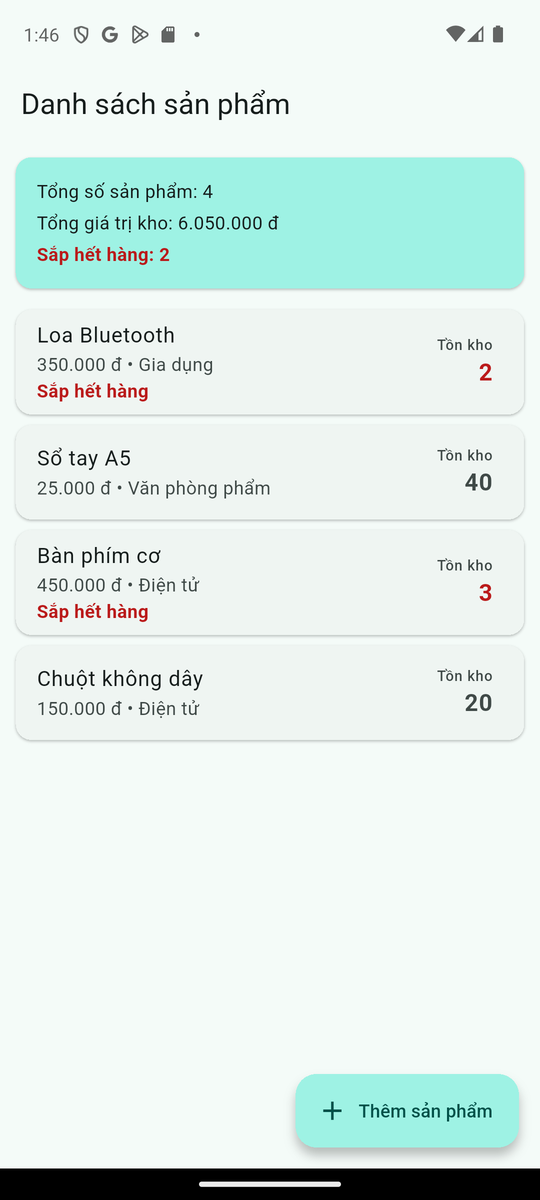 1:46
Danh sách sản phẩm
Tổng số sản phẩm: 4
Tổng giá trị kho: 6.050.000 đ
Sắp hết hàng: 2
Loa Bluetooth
350.000 đ • Gia dụng
Sắp hết hàng
Tồn kho
2
Sổ tay A5
25.000 đ • Văn phòng phẩm
Tồn kho
40
Bàn phím cơ
450.000 đ • Điện tử
Sắp hết hàng
Tồn kho
3
Chuột không dây
150.000 đ • Điện tử
Tồn kho
20
+ Thêm sản phẩm